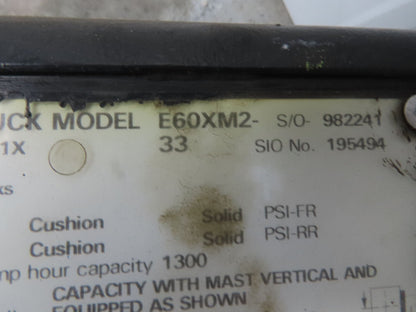 UCK MODEL E60XM2- S/O- 982241
1X 33 SIO No. 195494
ks
Cushion Solid PSI-FR
Cushion Solid PSI-RR
mp hour capacity 1300
CAPACITY WITH MAST VERTICAL AND
EQUIPPED AS SHOWN